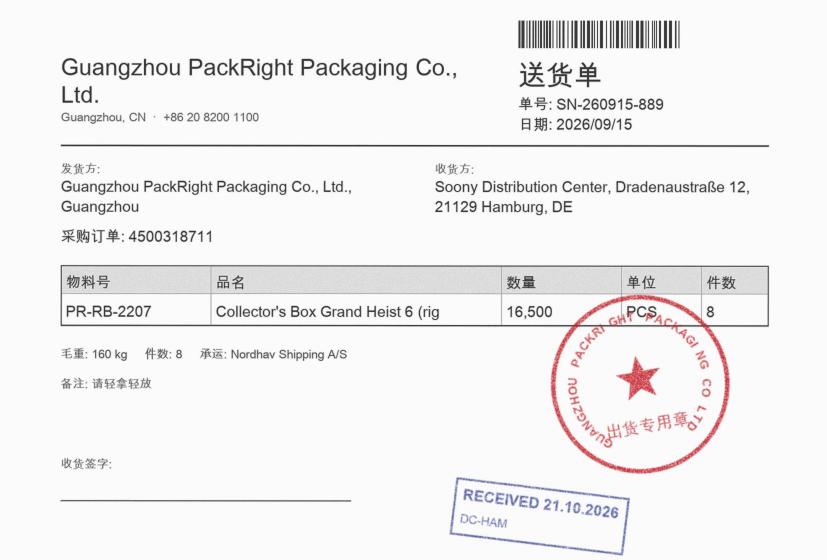 Guangzhou PackRight Packaging Co.,
Ltd.
Guangzhou, CN · +86 20 8200 1100
送货单
单号: SN-260915-889
日期: 2026/09/15
发货方:
Guangzhou PackRight Packaging Co., Ltd.,
Guangzhou
采购订单: 4500318711
收货方:
Soony Distribution Center, Dradenaustraße 12,
21129 Hamburg, DE
物料号 品名 数量 单位 件数
PR-RB-2207 Collector's Box Grand Heist 6 (rig 16,500 PCS 8
毛重: 160 kg 件数: 8 承运: Nordhav Shipping A/S
备注: 请轻拿轻放
GUANGZHOU PACKRIGHT PACKAGING CO LTD
出货专用章
收货签字:
RECEIVED 21.10.2026
DC-HAM